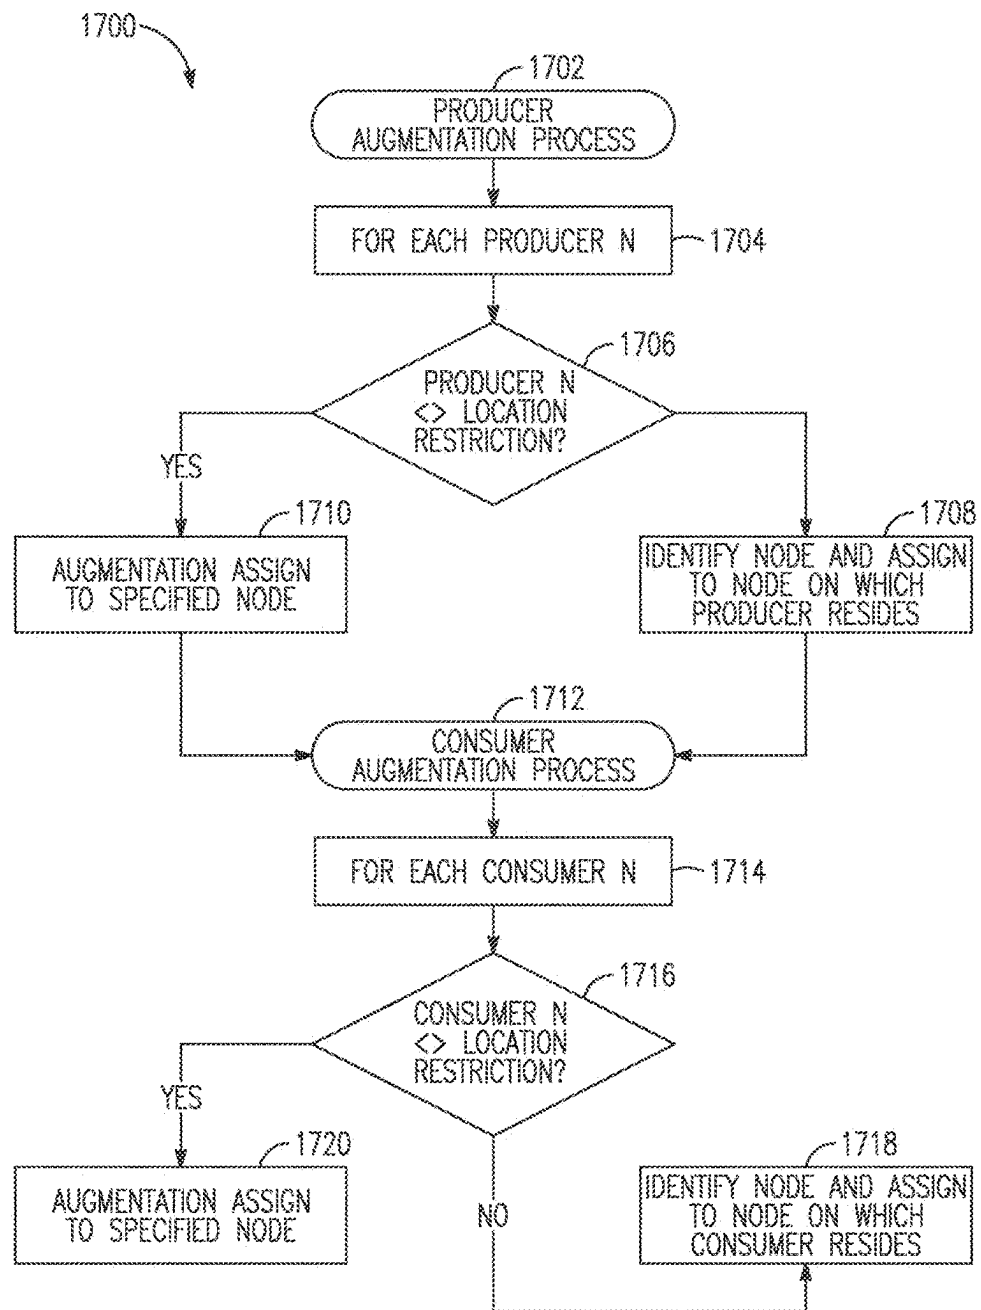 1700
1702
PRODUCER
AUGMENTATION PROCESS
FOR EACH PRODUCER N
1704
1706
PRODUCER N
<> LOCATION
RESTRICTION?
YES
1710
AUGMENTATION ASSIGN
TO SPECIFIED NODE
1708
IDENTIFY NODE AND ASSIGN
TO NODE ON WHICH
PRODUCER RESIDES
1712
CONSUMER
AUGMENTATION PROCESS
FOR EACH CONSUMER N
1714
1716
CONSUMER N
<> LOCATION
RESTRICTION?
YES
1720
AUGMENTATION ASSIGN
TO SPECIFIED NODE
NO
1718
IDENTIFY NODE AND ASSIGN
TO NODE ON WHICH
CONSUMER RESIDES